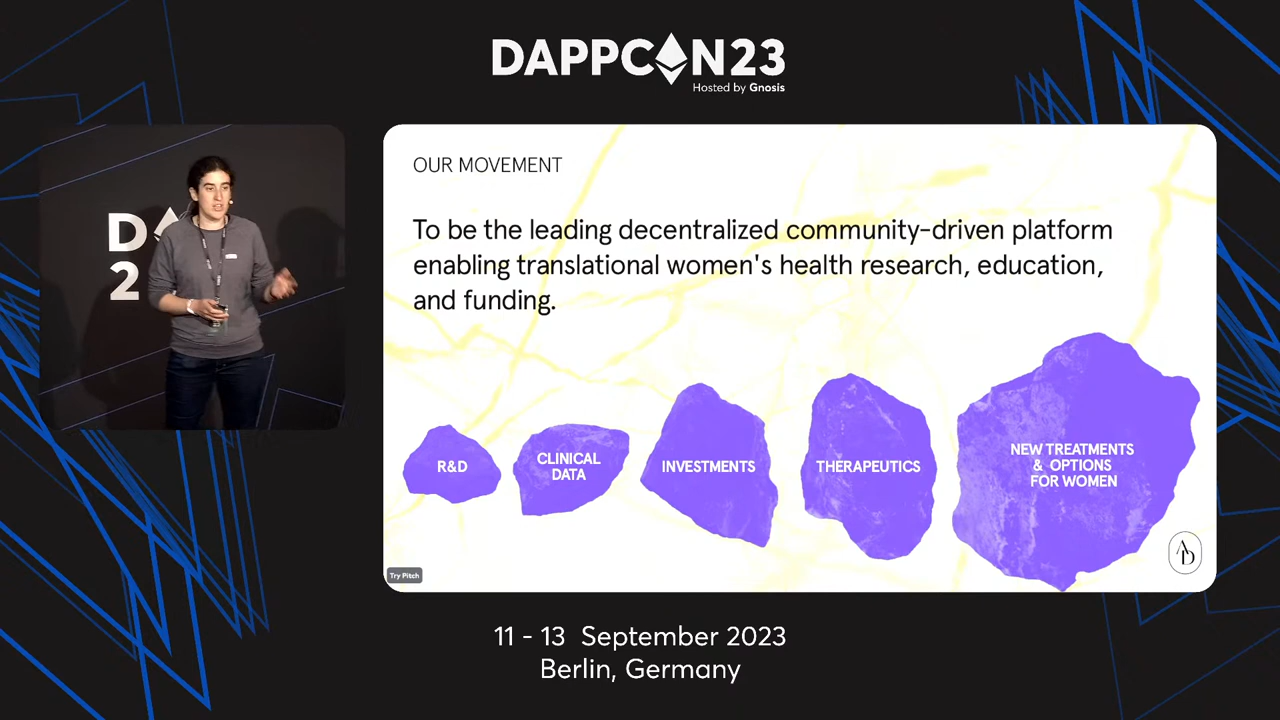 DAPPCON23
Hosted by Gnosis
D
2
OUR MOVEMENT
To be the leading decentralized community-driven platform
enabling translational women's health research, education,
and funding.
R&D
CLINICAL
DATA
INVESTMENTS
THERAPEUTICS
NEW TREATMENTS
& OPTIONS
FOR WOMEN
AD
Try Pitch
11 - 13 September 2023
Berlin, Germany